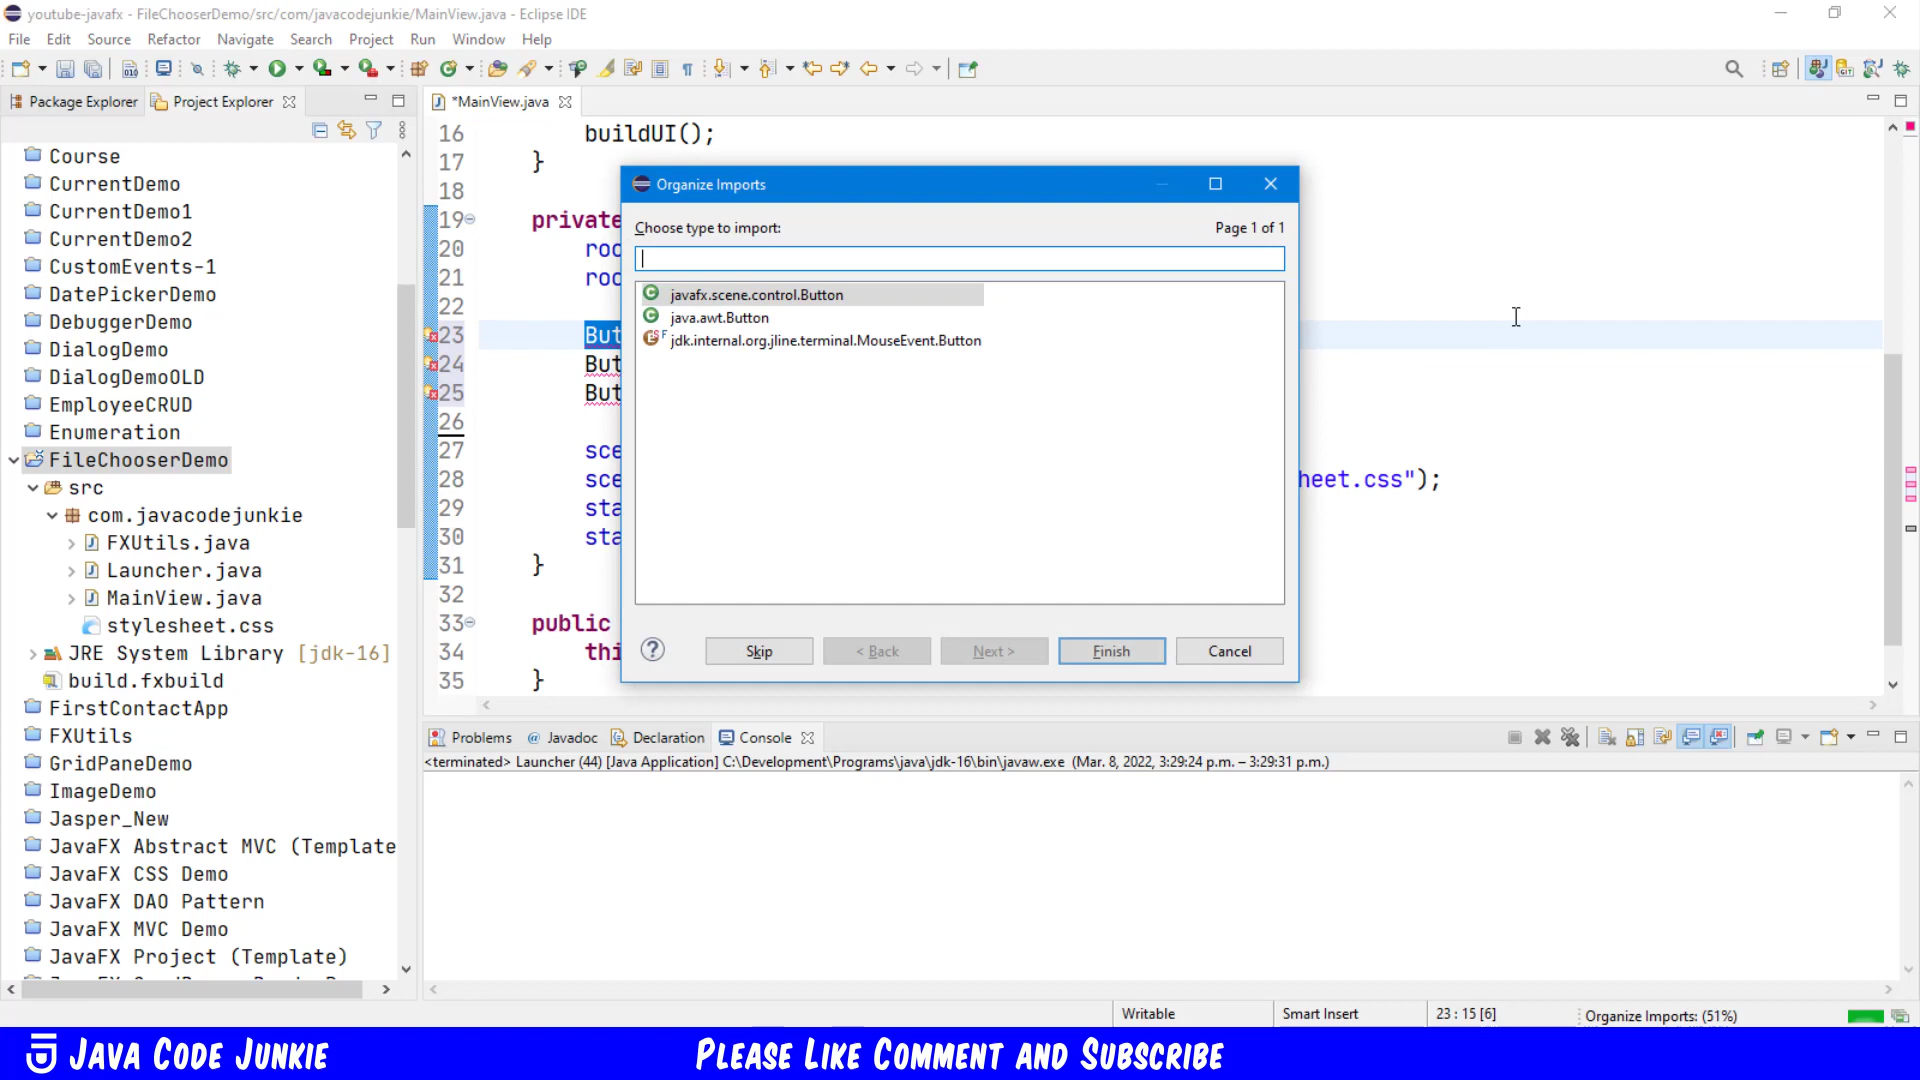 youtube-javafx - FileChooserDemo/src/com/javacodejunkie/MainView.java - Eclipse IDE
File Edit Source Refactor Navigate Search Project Run Window Help
Package Explorer Project Explorer
*MainView.java
Course
CurrentDemo
CurrentDemo1
CurrentDemo2
CustomEvents-1
DatePickerDemo
DebuggerDemo
DialogDemo
DialogDemoOLD
EmployeeCRUD
Enumeration
FileChooserDemo
src
com.javacodejunkie
FXUtils.java
Launcher.java
MainView.java
stylesheet.css
JRE System Library [jdk-16]
build.fxbuild
FirstContactApp
FXUtils
GridPaneDemo
ImageDemo
Jasper_New
JavaFX Abstract MVC (Template
JavaFX CSS Demo
JavaFX DAO Pattern
JavaFX MVC Demo
JavaFX Project (Template)
16 buildUI();
17 }
18
19 private
20 roo
21 roo
22
23 But
24 But
25 But
26
27 sce
28 sce heet.css");
29 sta
30 sta
31 }
32
33 public
34 thi
35 }
Organize Imports
Choose type to import: Page 1 of 1
javafx.scene.control.Button
java.awt.Button
jdk.internal.org.jline.terminal.MouseEvent.Button
Skip < Back Next > Finish Cancel
Problems Javadoc Declaration Console
<terminated> Launcher (44) [Java Application] C:\Development\Programs\java\jdk-16\bin\javaw.exe (Mar. 8, 2022, 3:29:24 p.m. – 3:29:31 p.m.)
Writable Smart Insert 23 : 15 [6] Organize Imports: (51%)
Java Code Junkie Please Like Comment and Subscribe